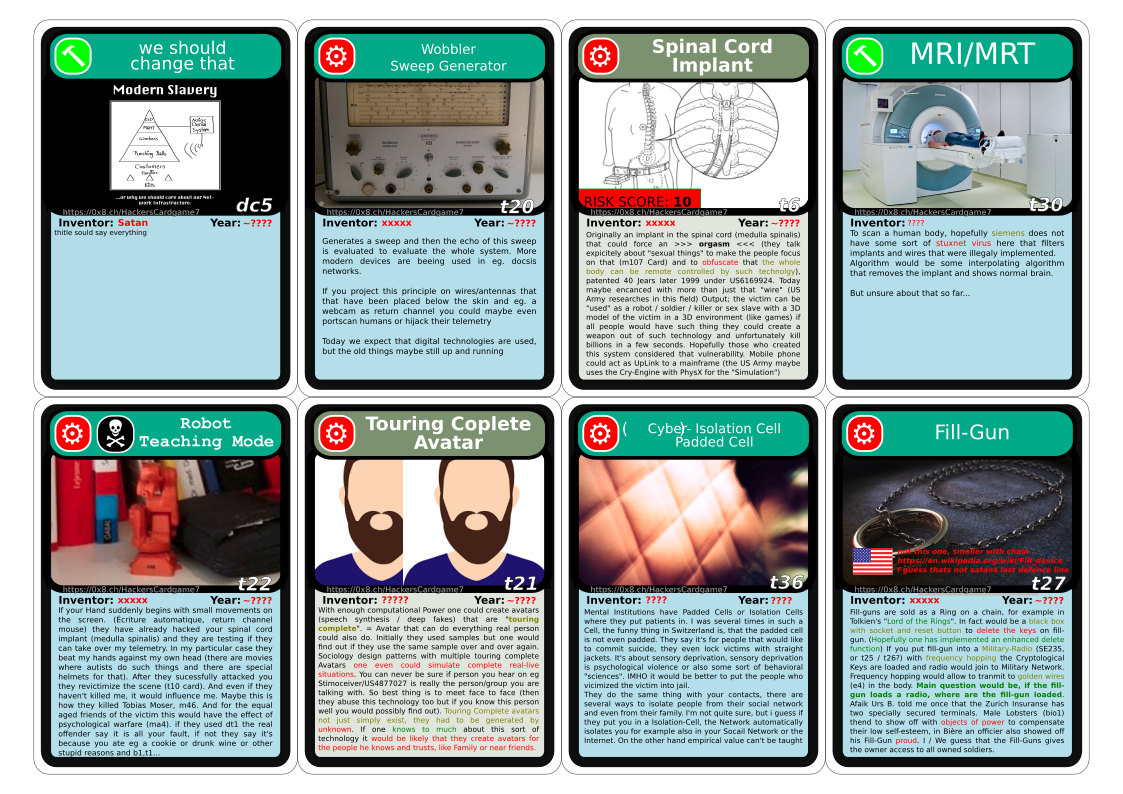 we should
change that
Modern Slavery
CEO
MGMT
Workers
Punching Balls
Customers
Families
Kids
...or why we should care about our Net-
work Infrastructure.
dc5
https://0x8.ch/HackersCardgame7
Inventor: Satan Year: ~????
thitle sould say everything
Wobbler
Sweep Generator
t20
https://0x8.ch/HackersCardgame7
Inventor: xxxxx Year: ~????
Generates a sweep and then the echo of this sweep
is evaluated to evaluate the whole system. More
modern devices are beeing used in eg. docsis
networks.
If you project this principle on wires/antennas that
that have been placed below the skin and eg. a
webcam as return channel you could maybe even
portscan humans or hijack their telemetry
Today we expect that digital technologies are used,
but the old things maybe still up and running
Spinal Cord
Implant
RISK SCORE: 10
t6
https://0x8.ch/HackersCardgame7
Inventor: xxxxx Year: ~????
Originally an implant in the spinal cord (medulla spinalis)
that could force an >>> orgasm <<< (they talk
expicitely about "sexual things" to make the people focus
on that (m107 Card) and to obfuscate that the whole
body can be remote controlled by such technolgy),
patented 40 Jears later 1999 under US6169924. Today
maybe encanced with more than just that "wire" (US
Army researches in this field) Output; the victim can be
"used" as a robot / soldier / killer or sex slave with a 3D
model of the victim in a 3D environment (like games) if
all people would have such thing they could create a
weapon out of such technology and unfortunately kill
billions in a few seconds. Hopefully those who created
this system considered that vulnerability. Mobile phone
could act as UpLink to a mainframe (the US Army maybe
uses the Cry-Engine with PhysX for the "Simulation")
MRI/MRT
t30
https://0x8.ch/HackersCardgame7
Inventor: ???? Year: ~????
To scan a human body, hopefully siemens does not
have some sort of stuxnet virus here that filters
implants and wires that were illegaly implemented.
Algorithm would be some interpolating algorithm
that removes the implant and shows normal brain.
But unsure about that so far...
Robot
Teaching Mode
t22
https://0x8.ch/HackersCardgame7
Inventor: xxxxx Year: ~????
If your Hand suddenly begins with small movements on
the screen. (Écriture automatique, return channel
mouse) they have already hacked your spinal cord
implant (medulla spinalis) and they are testing if they
can take over my telemetry. In my particular case they
beat my hands against my own head (there are movies
where autists do such things and there are special
helmets for that). After they sucessfully attacked you
they revictimize the scene (t10 card). And even if they
haven't killed me, it would influence me. Maybe this is
how they killed Tobias Moser, m46. And for the equal
aged friends of the victim this would have the effect of
psychological warfare (ma4). if they used dt1 the real
offender say it is all your fault, if not they say it's
because you ate eg a cookie or drunk wine or other
stupid reasons and b1,t1...
Touring Coplete
Avatar
t21
https://0x8.ch/HackersCardgame7
Inventor: ????? Year: ~????
With enough computational Power one could create avatars
(speech synthesis / deep fakes) that are "touring
complete". = Avatar that can do everything real person
could also do. Initially they used samples but one would
find out if they use the same sample over and over again.
Sociology design patterns with multiple touring complete
Avatars one even could simulate complete real-live
situations. You can never be sure if person you hear on eg
Stimoceiver/US4877027 is really the person/group you are
talking with. So best thing is to meet face to face (then
they abuse this technology too but if you know this person
well you would possibly find out). Touring Complete avatars
not just simply exist, they had to be generated by
unknown. If one knows to much about this sort of
technology it would be likely that they create avatars for
the people he knows and trusts, like Family or near friends.
( Cyber)- Isolation Cell
Padded Cell
t36
https://0x8.ch/HackersCardgame7
Inventor: ???? Year: ????
Mental Institutions have Padded Cells or Isolation Cells
where they put patients in. I was several times in such a
Cell, the funny thing in Switzerland is, that the padded cell
is not even padded. They say it's for people that would like
to commit suicide, they even lock victims with straight
jackets. It's about sensory deprivation, sensory deprivation
is psychological violence or also some sort of behavioral
"sciences". IMHO it would be better to put the people who
vicimized the victim into jail.
They do the same thing with your contacts, there are
several ways to isolate people from their social network
and even from their family. I'm not quite sure, but i guess if
they put you in a Isolation-Cell, the Network automatically
isolates you for example also in your Socail Network or the
Internet. On the other hand empirical value can't be taught
Fill-Gun
not this one, smaller with chain
https://en.wikipedia.org/wiki/Fill_device
I guess thats not satans last defence line
t27
https://0x8.ch/HackersCardgame7
Inventor: xxxxx Year: ~????
Fill-guns are sold as a Ring on a chain, for example in
Tolkien's "Lord of the Rings". In fact would be a black box
with socket and reset button to delete the keys on fill-
gun. (Hopefully one has implemented an enhanced delete
function) If you put fill-gun into a Military-Radio (SE235,
or t25 / t26?) with frequency hopping the Cryptological
Keys are loaded and radio would join to Military Network.
Frequency hopping would allow to tranmit to golden wires
(e4) in the body. Main question would be, if the fill-
gun loads a radio, where are the fill-gun loaded.
Afaik Urs B. told me once that the Zurich Insuranse has
two specially secured terminals. Male Lobsters (bio1)
them to show off with objects of power to compensate
their low self-esteem, in Bière an officier also showed off
his Fill-Gun proud. I / We guess that the Fill-Guns gives
the owner access to all owned soldiers.